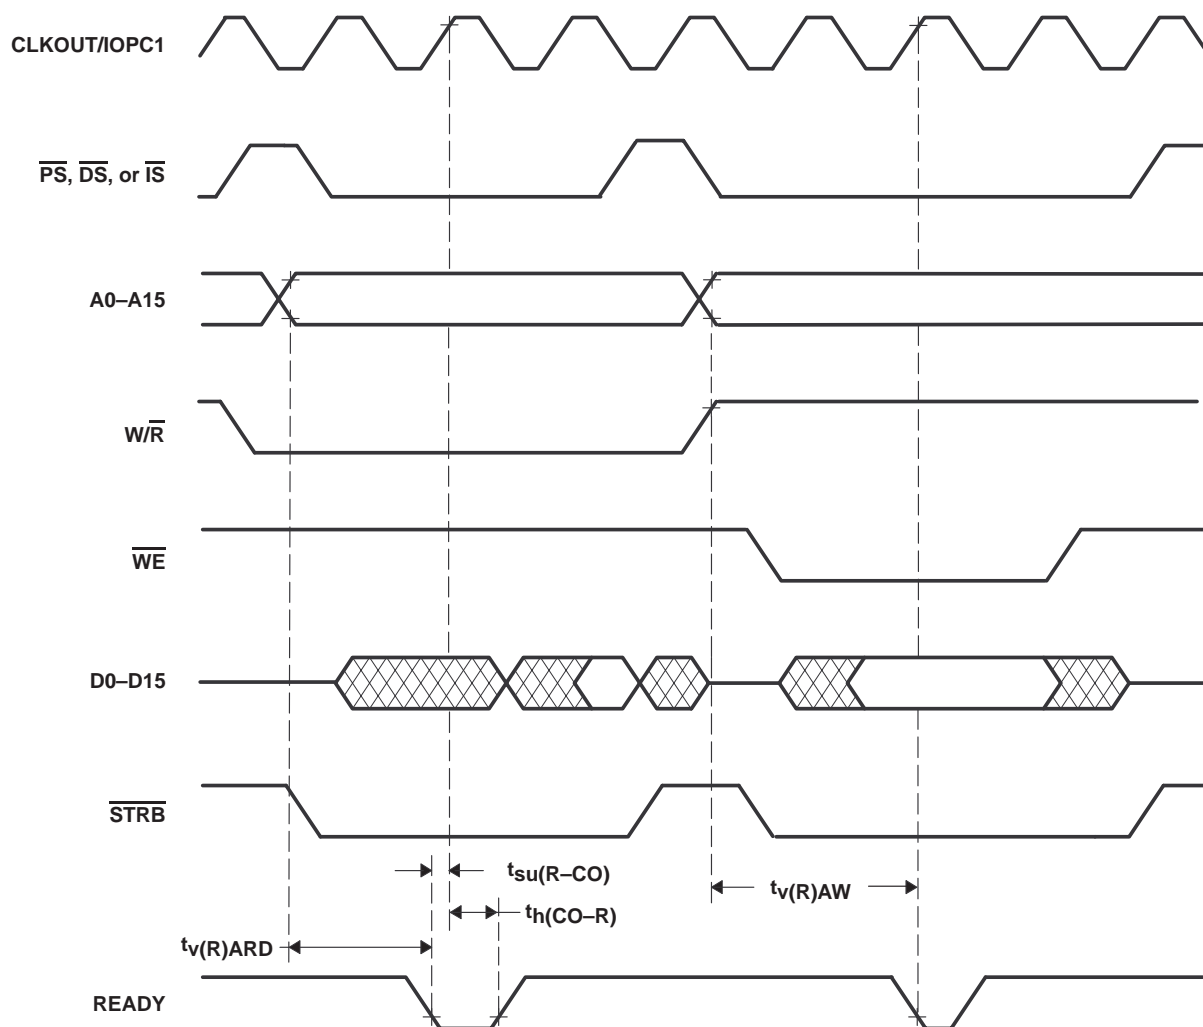 CLKOUT/IOPC1
PS, DS, or IS
A0–A15
W/R
WE
D0–D15
STRB
tsu(R–CO)
tv(R)AW
th(CO–R)
tv(R)ARD
READY